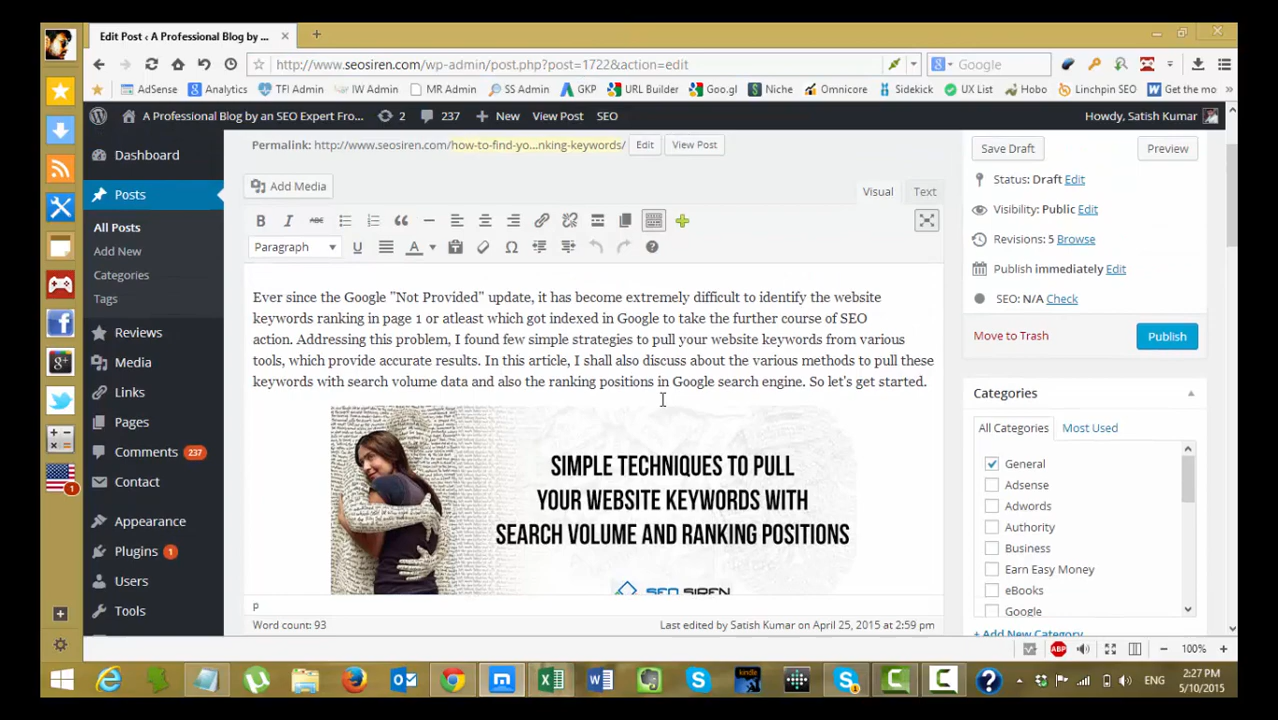 Edit Post ‹ A Professional Blog by ...
http://www.seosiren.com/wp-admin/post.php?post=1722&action=edit
Google
AdSense Analytics TFI Admin IW Admin MR Admin SS Admin GKP URL Builder Goo.gl Niche Omnicore Sidekick UX List Hobo Linchpin SEO Get the mo
A Professional Blog by an SEO Expert Fro... 2 237 New View Post SEO Howdy, Satish Kumar
Dashboard
Posts
All Posts
Add New
Categories
Tags
Reviews
Media
Links
Pages
Comments 237
Contact
Appearance
Plugins 1
Users
Tools
1
Permalink: http://www.seosiren.com/how-to-find-yo...nking-keywords/ Edit View Post
Add Media
Visual Text
B I ABC
Paragraph U A
Ever since the Google "Not Provided" update, it has become extremely difficult to identify the website
keywords ranking in page 1 or atleast which got indexed in Google to take the further course of SEO
action. Addressing this problem, I found few simple strategies to pull your website keywords from various
tools, which provide accurate results. In this article, I shall also discuss about the various methods to pull these
keywords with search volume data and also the ranking positions in Google search engine. So let's get started.
SIMPLE TECHNIQUES TO PULL
YOUR WEBSITE KEYWORDS WITH
SEARCH VOLUME AND RANKING POSITIONS
SEO SIREN
p
Word count: 93 Last edited by Satish Kumar on April 25, 2015 at 2:59 pm
Save Draft Preview
Status: Draft Edit
Visibility: Public Edit
Revisions: 5 Browse
Publish immediately Edit
SEO: N/A Check
Move to Trash Publish
Categories
All Categories Most Used
General
Adsense
Adwords
Authority
Business
Earn Easy Money
eBooks
Google
+ Add New Category
ABP 100%
kindle
ENG
2:27 PM
5/10/2015